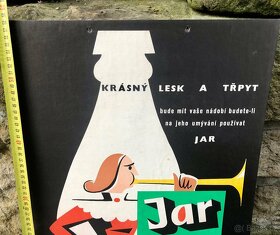 KRÁSNÝ LESK A TŘPYT
bude mít vaše nádobí budete-li
na jeho umývání používat
JAR
Jar